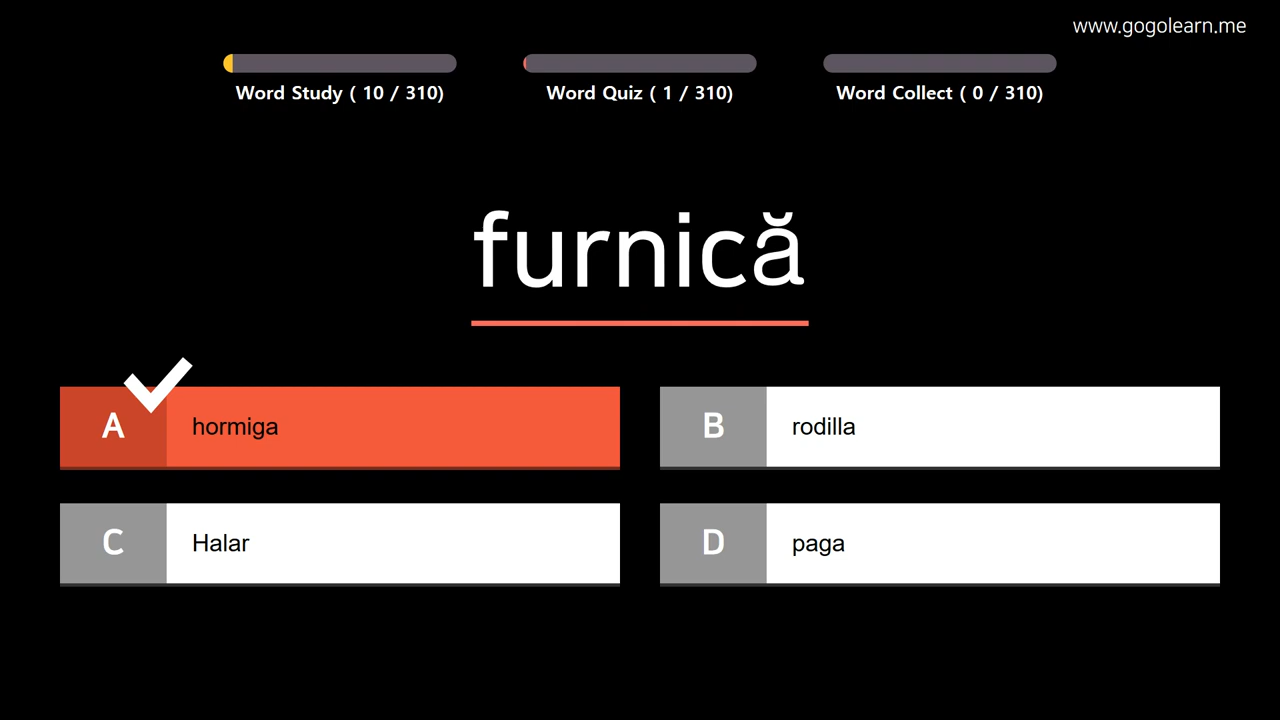 www.gogolearn.me
Word Study ( 10 / 310)
Word Quiz ( 1 / 310)
Word Collect ( 0 / 310)
furnică
A hormiga
B rodilla
C Halar
D paga